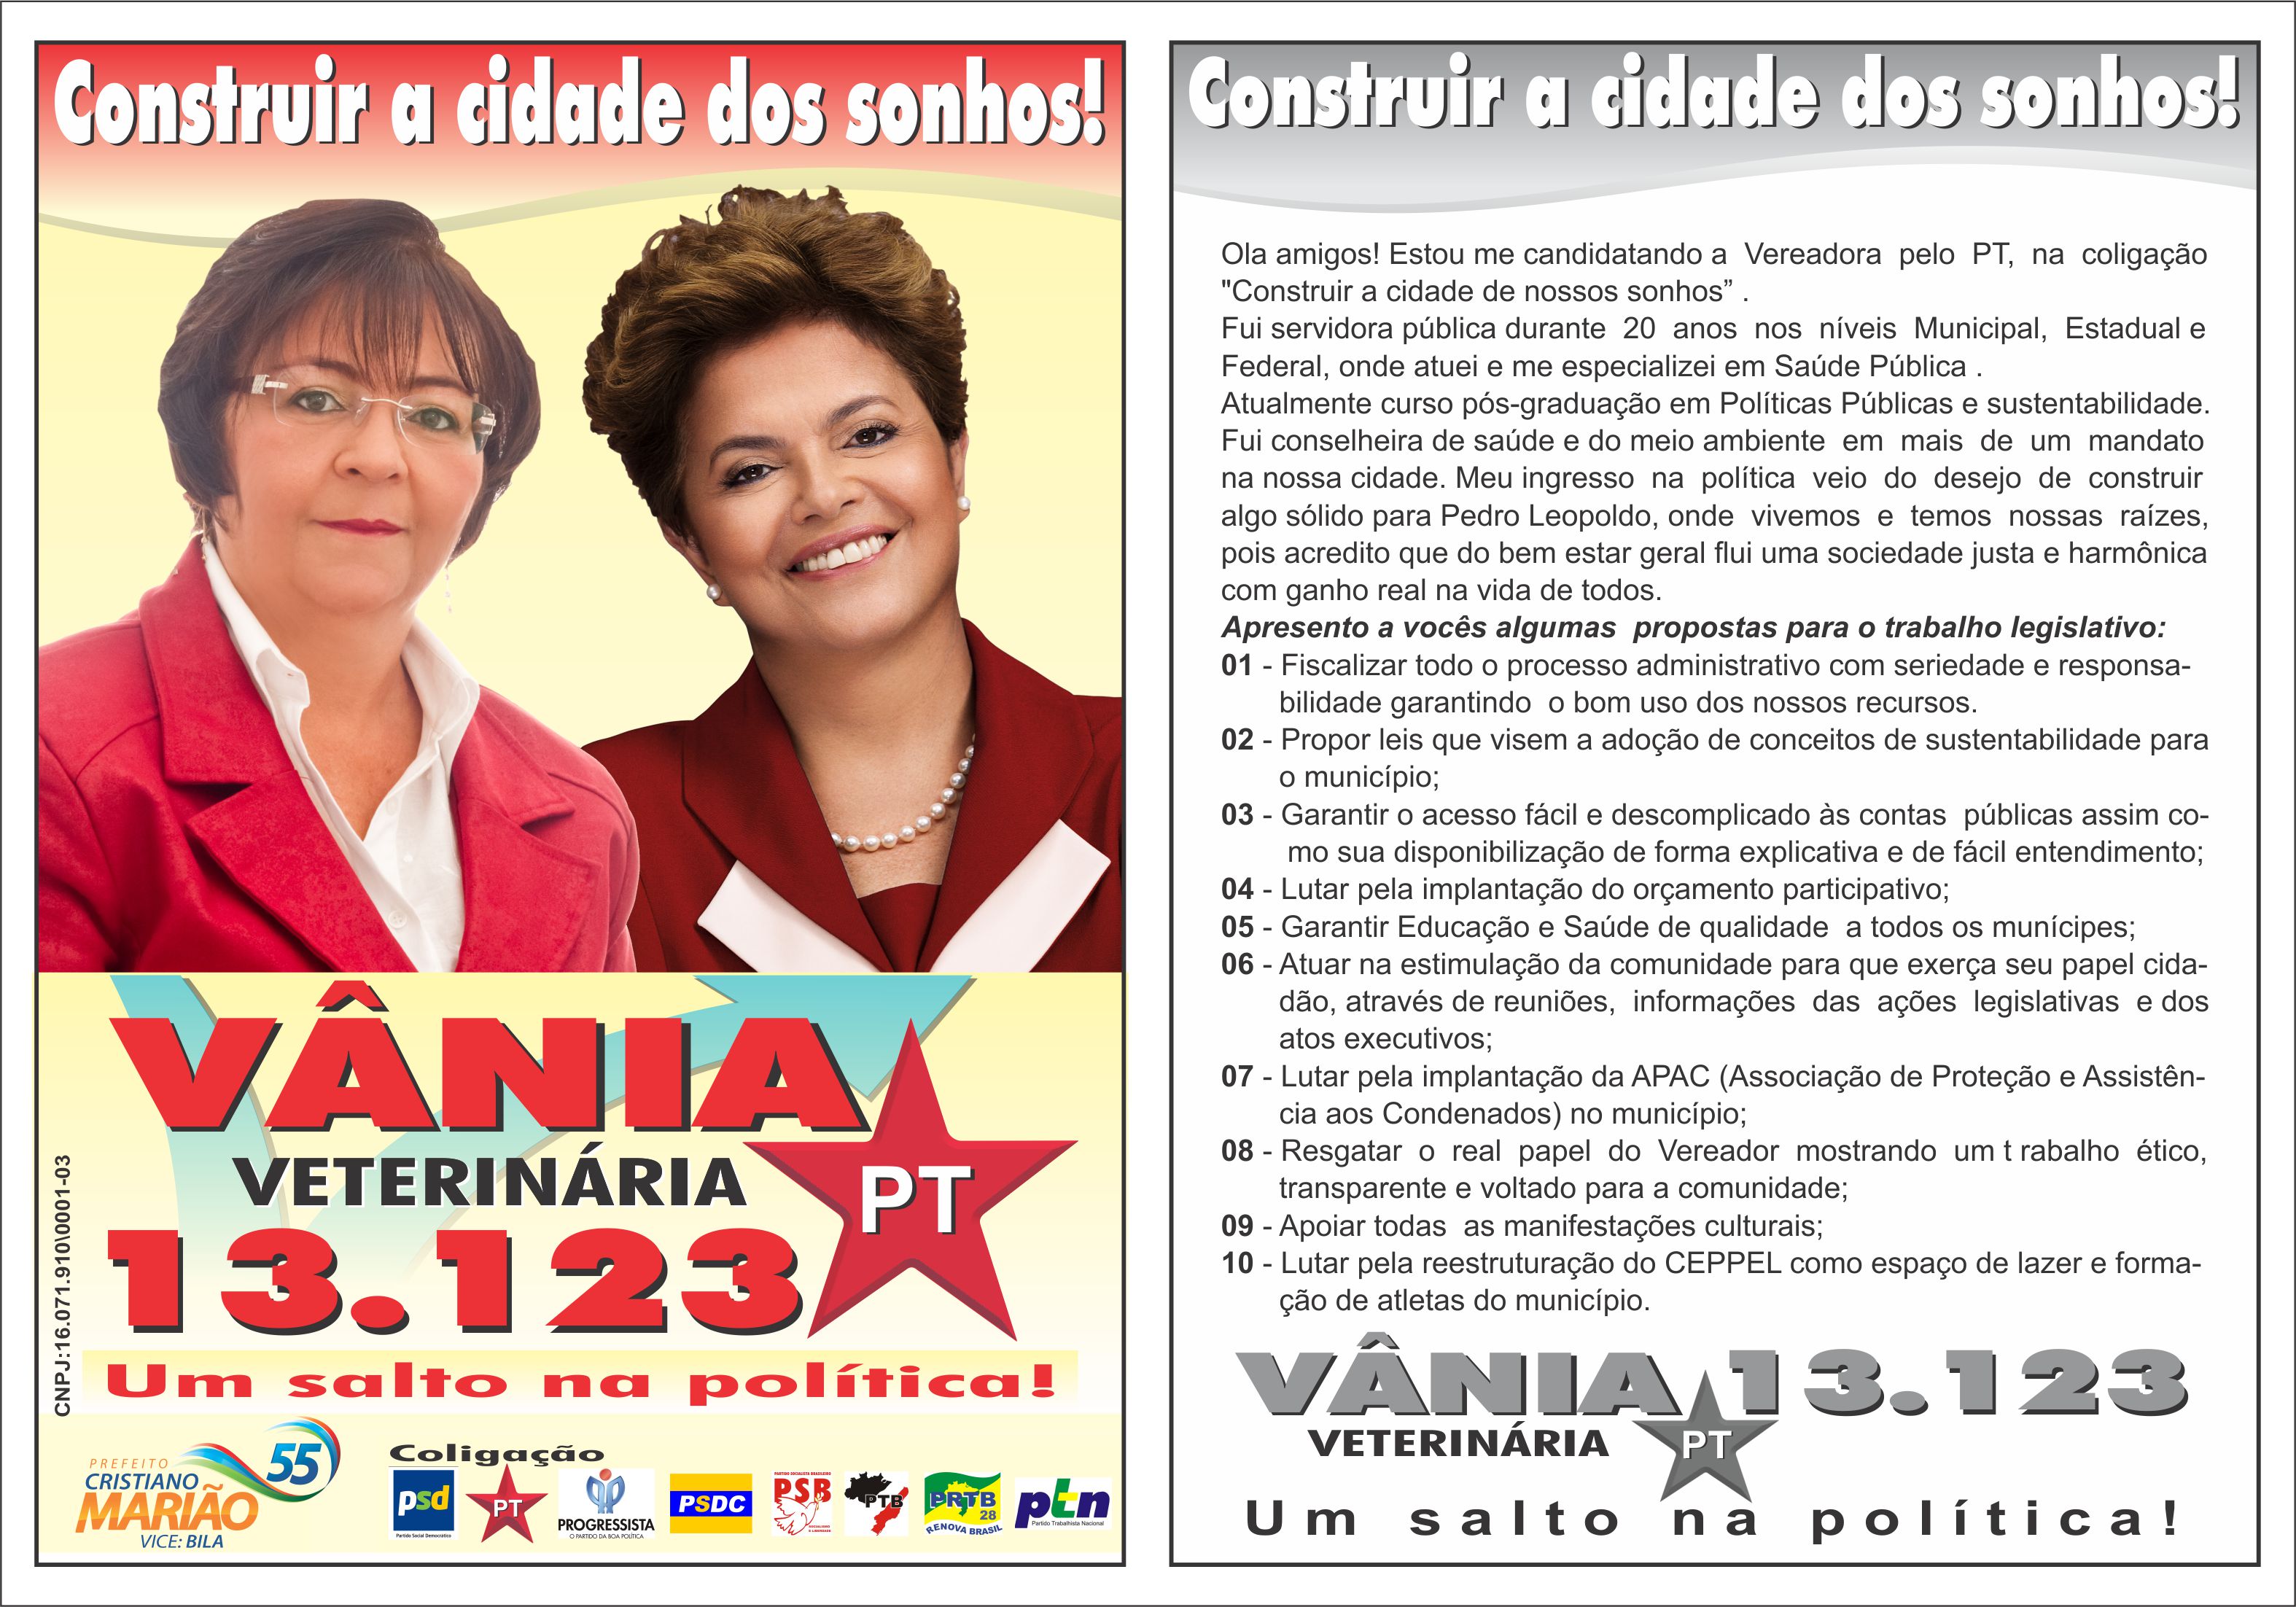 Construir a cidade dos sonhos!
VÂNIA
VETERINÁRIA
PT
13.123
Um salto na política!
CNPJ:16.071.910\0001-03
PREFEITO
CRISTIANO
MARIÃO
55
VICE: BILA
Coligação
psd
Partido Social Democratico
PT
PROGRESSISTA
O PARTIDO DA BOA POLÍTICA
PSDC
PARTIDO SOCIALISTA BRASILEIRO
PSB
PTB
PRTB
28
RENOVA BRASIL
ptn
Partido Trabalhista Nacional
Construir a cidade dos sonhos!
Ola amigos! Estou me candidatando a Vereadora pelo PT, na coligação
"Construir a cidade de nossos sonhos” .
Fui servidora pública durante 20 anos nos níveis Municipal, Estadual e
Federal, onde atuei e me especializei em Saúde Pública .
Atualmente curso pós-graduação em Políticas Públicas e sustentabilidade.
Fui conselheira de saúde e do meio ambiente em mais de um mandato
na nossa cidade. Meu ingresso na política veio do desejo de construir
algo sólido para Pedro Leopoldo, onde vivemos e temos nossas raízes,
pois acredito que do bem estar geral flui uma sociedade justa e harmônica
com ganho real na vida de todos.
Apresento a vocês algumas propostas para o trabalho legislativo:
01 - Fiscalizar todo o processo administrativo com seriedade e responsa-
bilidade garantindo o bom uso dos nossos recursos.
02 - Propor leis que visem a adoção de conceitos de sustentabilidade para
o município;
03 - Garantir o acesso fácil e descomplicado às contas públicas assim co-
mo sua disponibilização de forma explicativa e de fácil entendimento;
04 - Lutar pela implantação do orçamento participativo;
05 - Garantir Educação e Saúde de qualidade a todos os munícipes;
06 - Atuar na estimulação da comunidade para que exerça seu papel cida-
dão, através de reuniões, informações das ações legislativas e dos
atos executivos;
07 - Lutar pela implantação da APAC (Associação de Proteção e Assistên-
cia aos Condenados) no município;
08 - Resgatar o real papel do Vereador mostrando um t rabalho ético,
transparente e voltado para a comunidade;
09 - Apoiar todas as manifestações culturais;
10 - Lutar pela reestruturação do CEPPEL como espaço de lazer e forma-
ção de atletas do município.
VÂNIA 13.123
VETERINÁRIA
PT
Um salto na política!